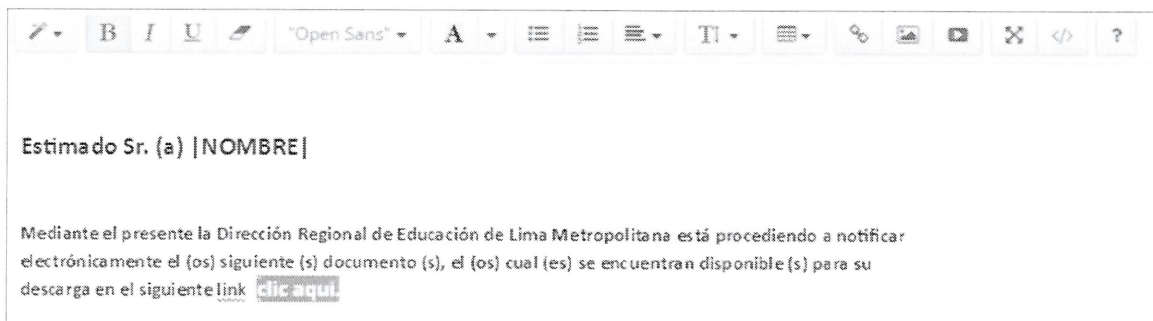 B I U "Open Sans" A TI </> ?
Estimado Sr. (a) |NOMBRE|
Mediante el presente la Dirección Regional de Educación de Lima Metropolitana está procediendo a notificar
electrónicamente el (os) siguiente (s) documento (s), el (os) cual (es) se encuentran disponible (s) para su
descarga en el siguiente link clic aquí.